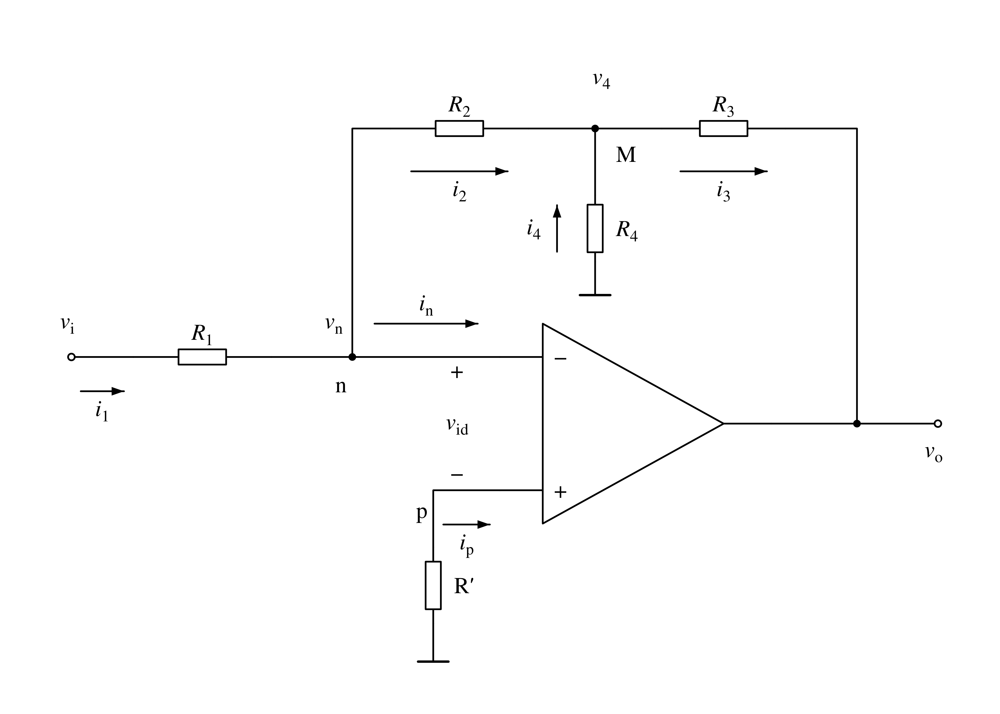 v4
R2
R3
M
i2
i3
i4
R4
in
vi
vn
R1
−
+
n
i1
vid
vo
−
+
p
ip
R′